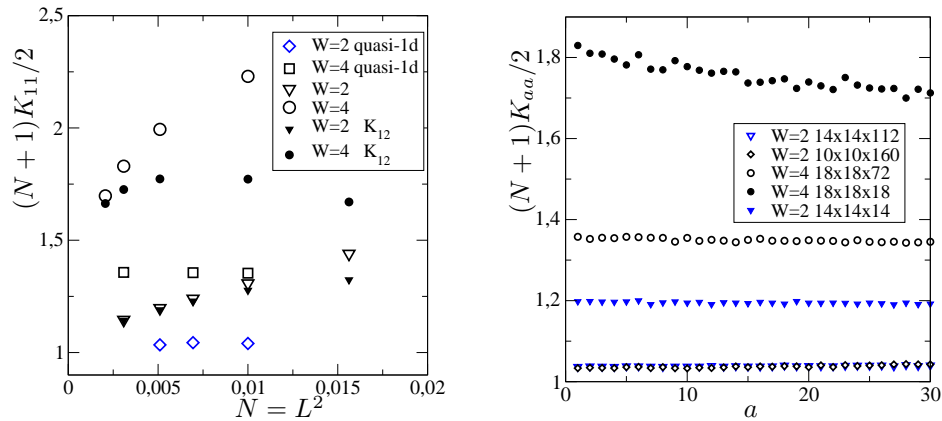 (N + 1)K₁₁/2
2,5
2
1,5
1
0
0,005
0,01
0,015
0,02
N = L²
W=2 quasi-1d
W=4 quasi-1d
W=2
W=4
W=2 K₁₂
W=4 K₁₂
(N + 1)Kₐₐ/2
1,8
1,6
1,4
1,2
1
0
10
20
30
a
W=2 14x14x112
W=2 10x10x160
W=4 18x18x72
W=4 18x18x18
W=2 14x14x14